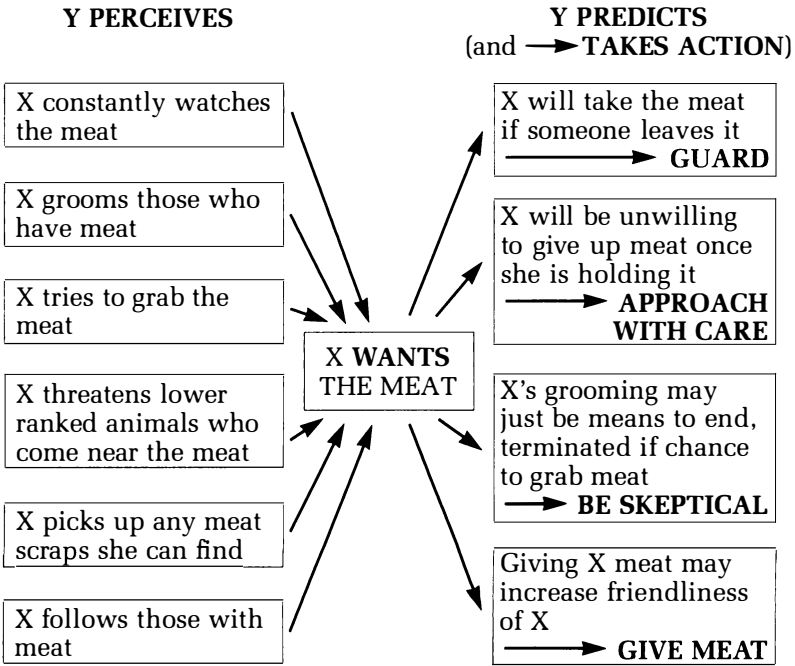 Y PERCEIVES
X constantly watches
the meat
X grooms those who
have meat
X tries to grab the
meat
X threatens lower
ranked animals who
come near the meat
X picks up any meat
scraps she can find
X follows those with
meat
X WANTS
THE MEAT
Y PREDICTS
(and TAKES ACTION)
X will take the meat
if someone leaves it
GUARD
X will be unwilling
to give up meat once
she is holding it
APPROACH
WITH CARE
X's grooming may
just be means to end,
terminated if chance
to grab meat
BE SKEPTICAL
Giving X meat may
increase friendliness
of X
GIVE MEAT